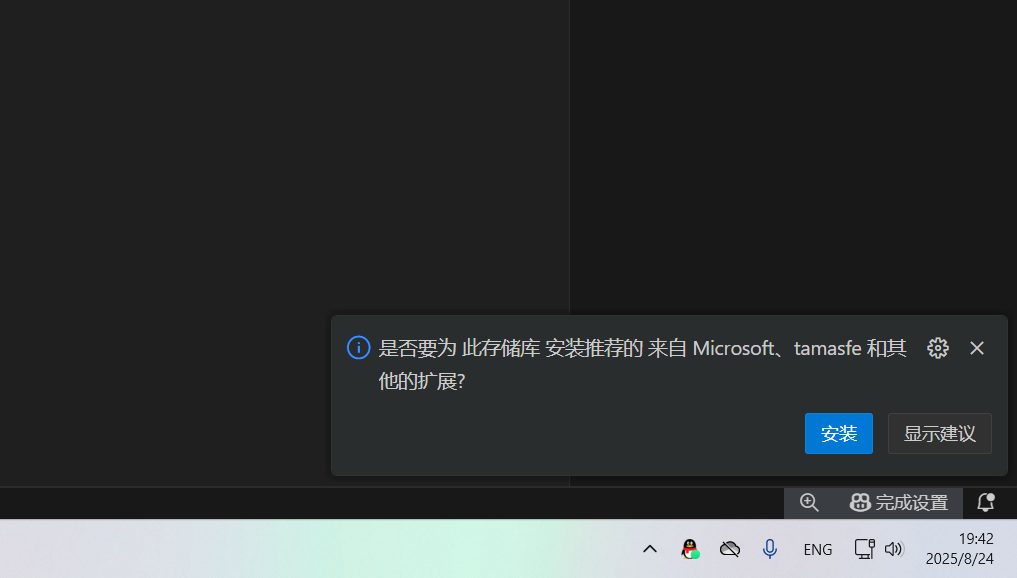 是否要为 此存储库 安装推荐的 来自 Microsoft、tamasfe 和其
他的扩展?
安装
显示建议
完成设置
ENG
19:42
2025/8/24